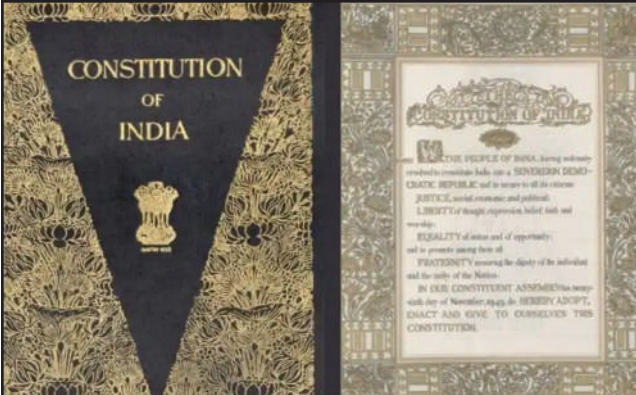 CONSTITUTION
OF
INDIA
CONSTITUTION OF INDIA
WE, THE PEOPLE OF INDIA, having solemnly
resolved to constitute India into a SOVEREIGN DEMO-
CRATIC REPUBLIC and to secure to all its citizens:
JUSTICE, social, economic and political;
LIBERTY of thought, expression, belief, faith and
worship;
EQUALITY of status and of opportunity;
and to promote among them all
FRATERNITY assuring the dignity of the individual
and the unity of the Nation;
IN OUR CONSTITUENT ASSEMBLY this twenty-
sixth day of November, 1949, do HEREBY ADOPT,
ENACT AND GIVE TO OURSELVES THIS
CONSTITUTION.